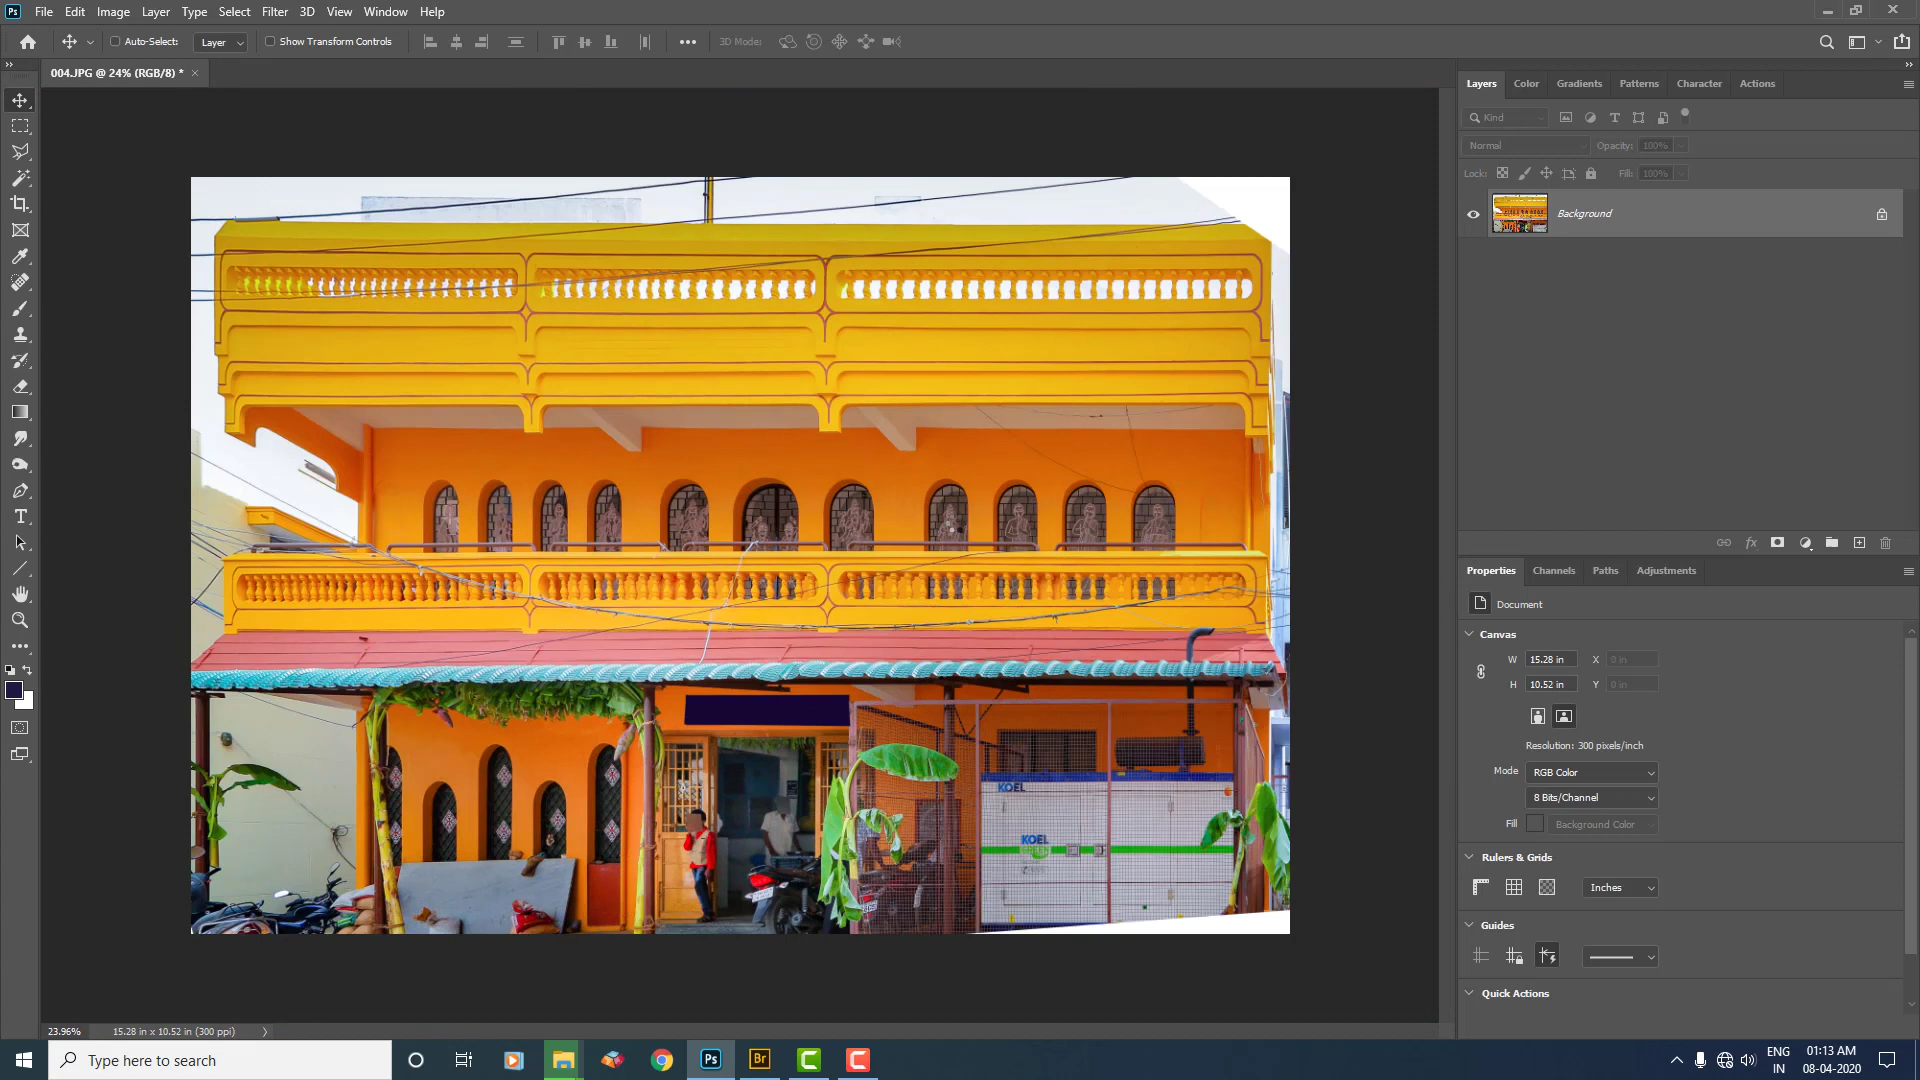 File Edit Image Layer Type Select Filter 3D View Window Help
Auto-Select: Layer Show Transform Controls 3D Mode:
004.JPG @ 24% (RGB/8) *
Layers Color Gradients Patterns Character Actions
Kind
Normal Opacity: 100%
Lock: Fill: 100%
Background
fx
Properties Channels Paths Adjustments
Document
Canvas
W 15.28 in X 0 in
H 10.52 in Y 0 in
Resolution: 300 pixels/inch
Mode RGB Color
8 Bits/Channel
Fill Background Color
Rulers & Grids
Inches
Guides
Quick Actions
KOEL
KOEL
23.96% 15.28 in x 10.52 in (300 ppi)
Type here to search
Ps
Br
ENG
IN
01:13 AM
08-04-2020